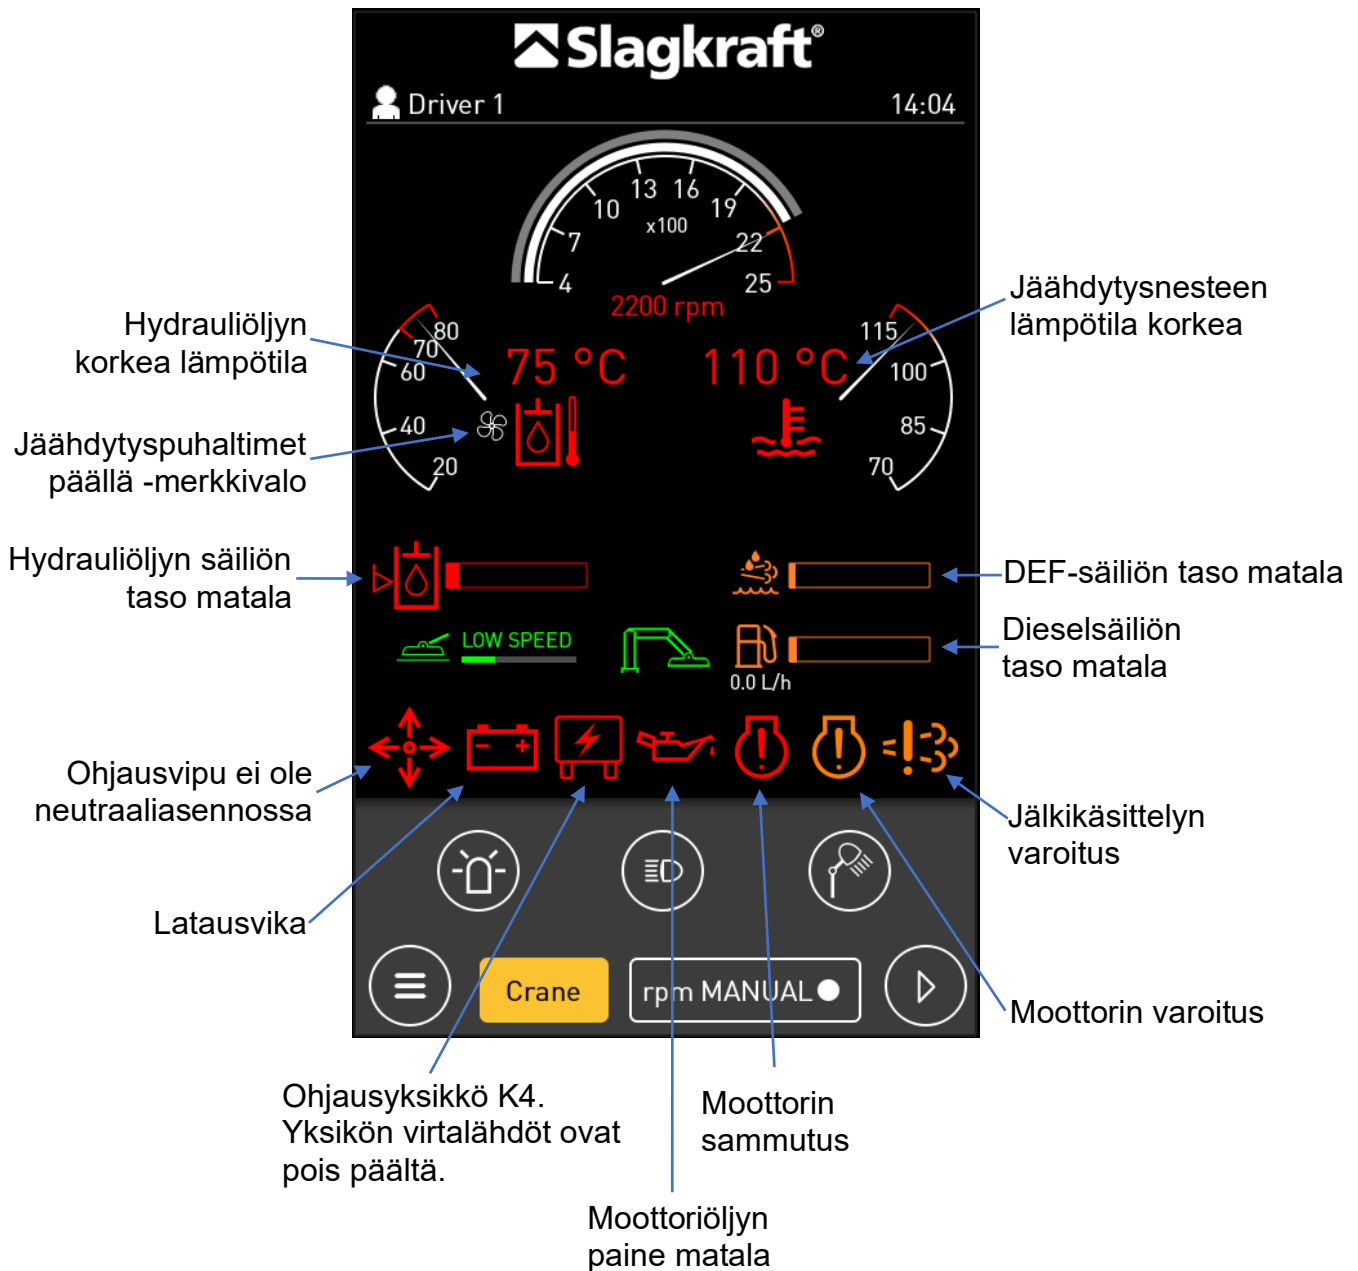 Slagkraft®
Driver 1
14:04
4
7
10
13
16
19
22
25
x100
2200 rpm
Hydrauliöljyn
korkea lämpötila
Jäähdytysnesteen
lämpötila korkea
80
70
60
40
20
75 °C
110 °C
115
100
85
70
Jäähdytyspuhaltimet
päällä -merkkivalo
Hydrauliöljyn säiliön
taso matala
DEF-säiliön taso matala
LOW SPEED
0.0 L/h
Dieselsäiliön
taso matala
Ohjausvipu ei ole
neutraaliasennossa
Jälkikäsittelyn
varoitus
Latausvika
Crane
rpm MANUAL
Moottorin varoitus
Ohjausyksikkö K4.
Yksikön virtalähdöt ovat
pois päältä.
Moottorin
sammutus
Moottoriöljyn
paine matala